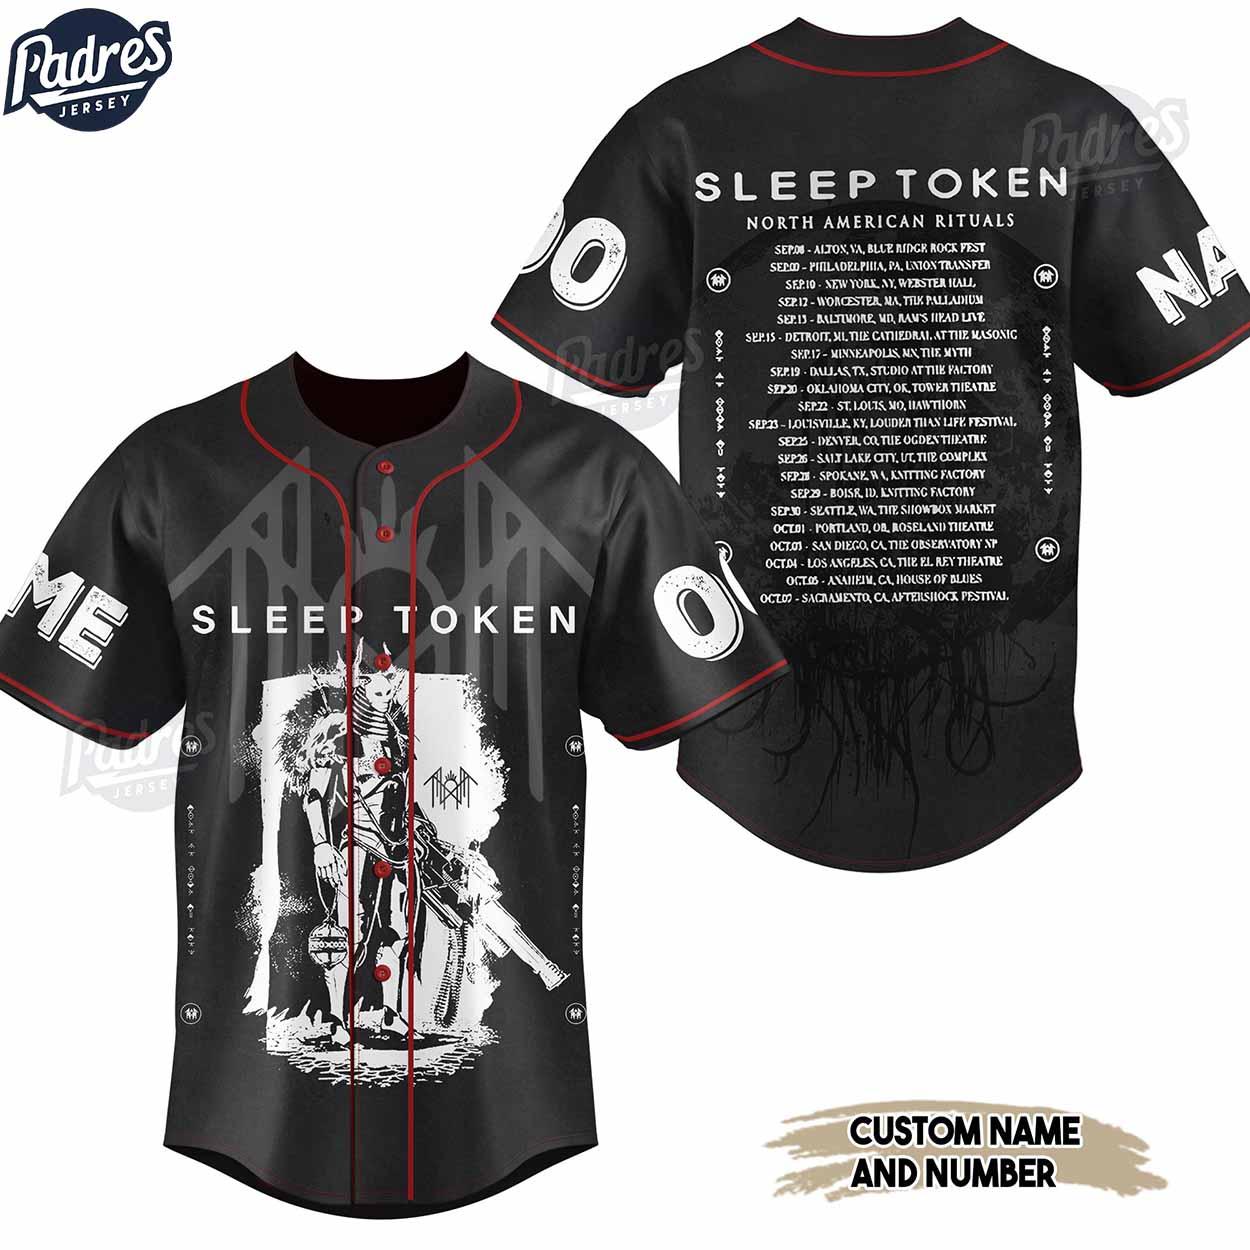 Padres
JERSEY
SLEEP TOKEN
NORTH AMERICAN RITUALS
SEP.08 - ALTON, VA, BLUE RIDGE ROCK FEST
SEP.09 - PHILADELPHIA, PA, UNION TRANSFER
SEP.10 - NEW YORK, NY, WEBSTER HALL
SEP.12 - WORCESTER, MA, THE PALLADIUM
SEP.13 - BALTIMORE, MD, RAM'S HEAD LIVE
SEP.15 - DETROIT, MI, THE CATHEDRAL AT THE MASONIC
SEP.17 - MINNEAPOLIS, MN, THE MYTH
SEP.19 - DALLAS, TX, STUDIO AT THE FACTORY
SEP.20 - OKLAHOMA CITY, OK, TOWER THEATRE
SEP.22 - ST. LOUIS, MO, HAWTHORN
SEP.23 - LOUISVILLE, KY, LOUDER THAN LIFE FESTIVAL
SEP.25 - DENVER, CO, THE OGDEN THEATRE
SEP.26 - SALT LAKE CITY, UT, THE COMPLEX
SEP.28 - SPOKANE, WA, KNITTING FACTORY
SEP.29 - BOISE, ID, KNITTING FACTORY
SEP.30 - SEATTLE, WA, THE SHOWBOX MARKET
OCT.01 - PORTLAND, OR, ROSELAND THEATRE
OCT.03 - SAN DIEGO, CA, THE OBSERVATORY NP
OCT.04 - LOS ANGELES, CA, THE EL REY THEATRE
OCT.05 - ANAHEIM, CA, HOUSE OF BLUES
OCT.07 - SACRAMENTO, CA, AFTERSHOCK FESTIVAL
Padres
JERSEY
NA
Padres
JERSEY
ME
SLEEP TOKEN
Padres
JERSEY
CUSTOM NAME
AND NUMBER